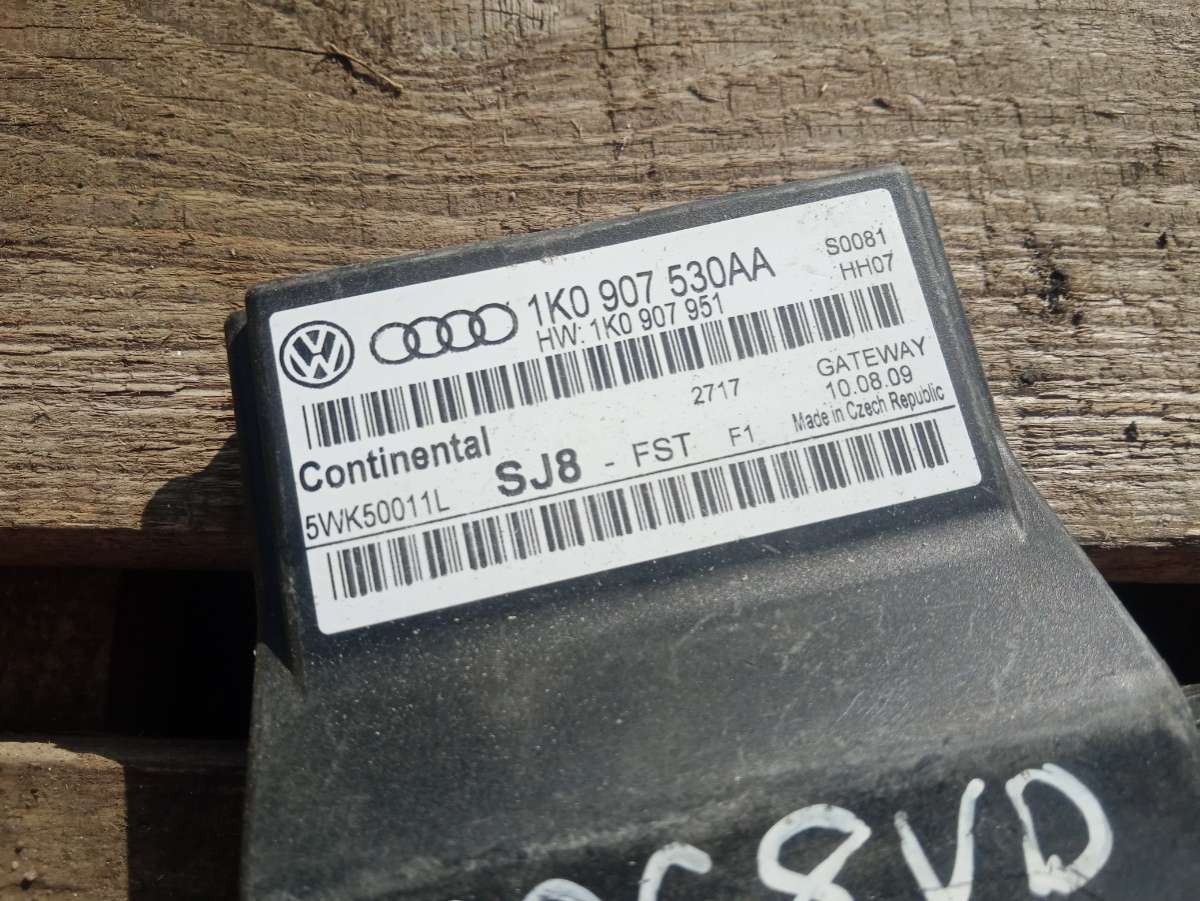 1K0 907 530AA
S0081
HW: 1K0 907 951
HH07
2717
GATEWAY
10.08.09
Continental
SJ8 - FST
F1
Made in Czech Republic
5WK50011L
8VD